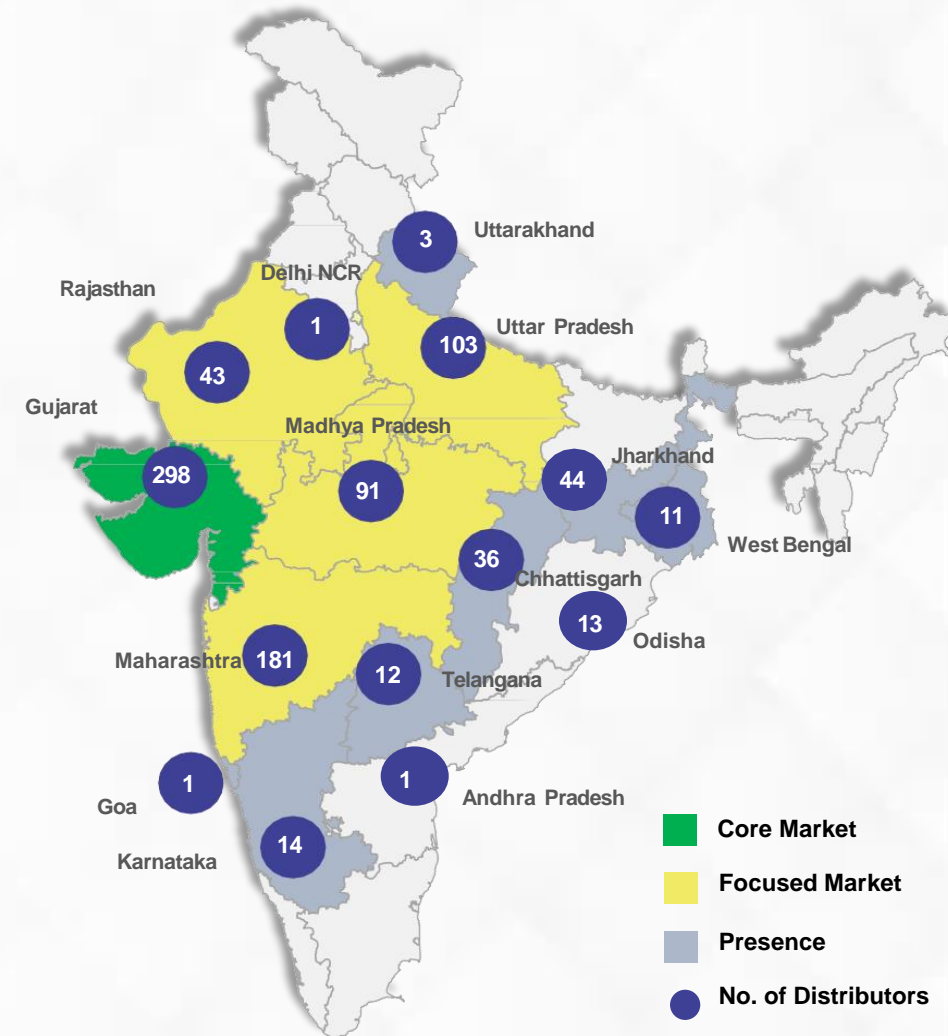 3
Uttarakhand
Delhi NCR
Rajasthan
1
Uttar Pradesh
103
43
Gujarat
Madhya Pradesh
Jharkhand
298
44
91
11
West Bengal
36
Chhattisgarh
13
Odisha
Maharashtra
181
12
Telangana
1
1
Andhra Pradesh
Goa
14
Karnataka
Core Market
Focused Market
Presence
No. of Distributors